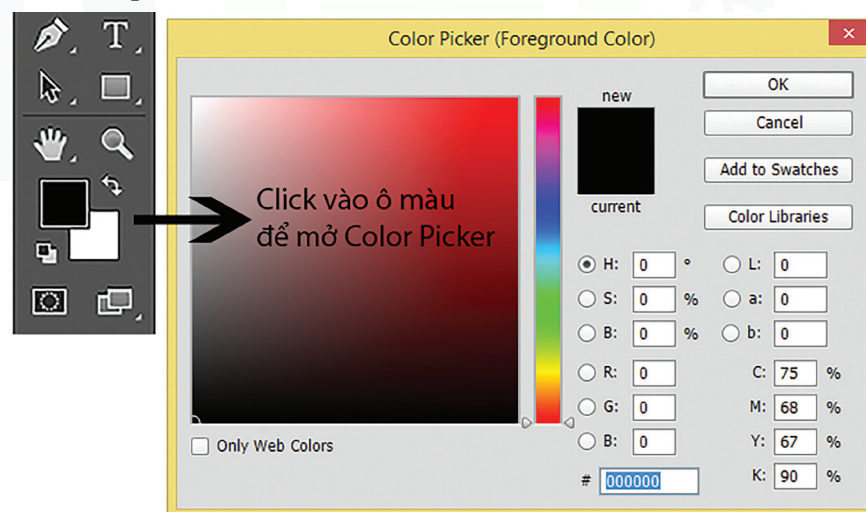 T
Color Picker (Foreground Color)
×
new
current
OK
Cancel
Add to Swatches
Color Libraries
Click vào ô màu
để mở Color Picker
H: 0 °
S: 0 %
B: 0 %
R: 0
G: 0
B: 0
# 000000
L: 0
a: 0
b: 0
C: 75 %
M: 68 %
Y: 67 %
K: 90 %
Only Web Colors